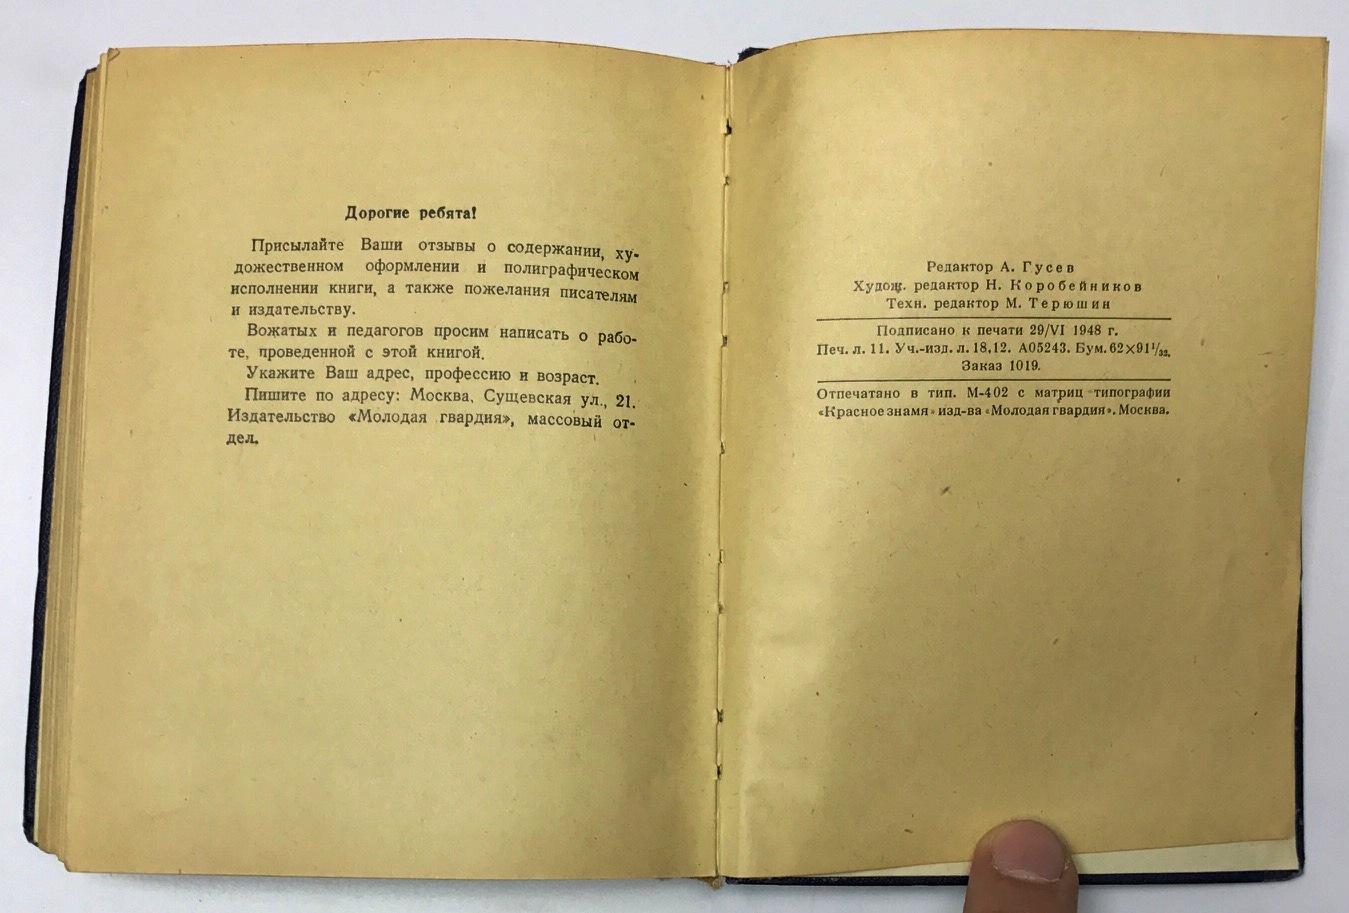 Дорогие ребята!
Присылайте Ваши отзывы о содержании, ху-
дожественном оформлении и полиграфическом
исполнении книги, а также пожелания писателям
и издательству.
Вожатых и педагогов просим написать о рабо-
те, проведенной с этой книгой.
Укажите Ваш адрес, профессию и возраст.
Пишите по адресу: Москва, Сущевская ул., 21.
Издательство «Молодая гвардия», массовый от-
дел.
Редактор А. Гусев
Худож. редактор Н. Коробейников
Техн. редактор М. Терюшин
Подписано к печати 29/VI 1948 г.
Печ. л. 11. Уч.-изд. л. 18,12. А05243. Бум. 62×91¹/₃₂.
Заказ 1019.
Отпечатано в тип. М-402 с матриц типографии
«Красное знамя» изд-ва «Молодая гвардия». Москва.